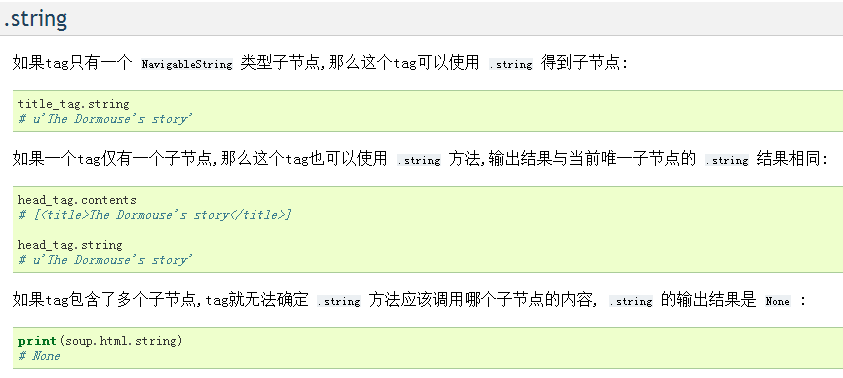 .string
如果tag只有一个 NavigableString 类型子节点,那么这个tag可以使用 .string 得到子节点:
title_tag.string
# u'The Dormouse's story'
如果一个tag仅有一个子节点,那么这个tag也可以使用 .string 方法,输出结果与当前唯一子节点的 .string 结果相同:
head_tag.contents
# [<title>The Dormouse's story</title>]
head_tag.string
# u'The Dormouse's story'
如果tag包含了多个子节点,tag就无法确定 .string 方法应该调用哪个子节点的内容, .string 的输出结果是 None :
print(soup.html.string)
# None